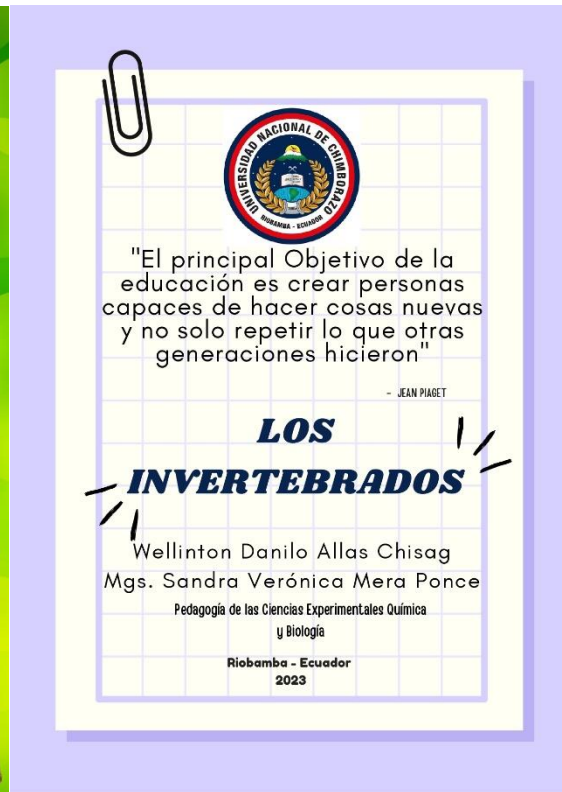 UNIVERSIDAD NACIONAL DE CHIMBORAZO
RIOBAMBA - ECUADOR
"El principal Objetivo de la
educación es crear personas
capaces de hacer cosas nuevas
y no solo repetir lo que otras
generaciones hicieron"
- JEAN PIAGET
LOS
INVERTEBRADOS
Wellinton Danilo Allas Chisag
Mgs. Sandra Verónica Mera Ponce
Pedagogía de las Ciencias Experimentales Química
y Biología
Riobamba - Ecuador
2023